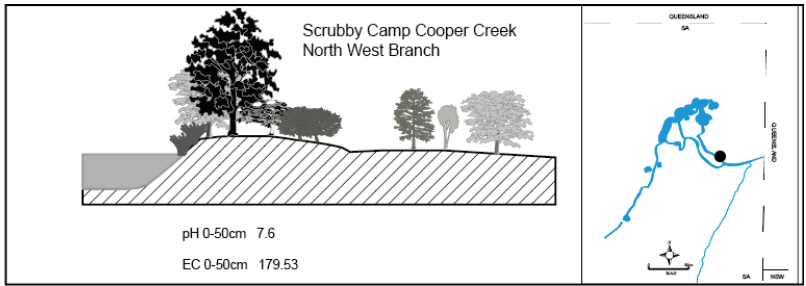 Scrubby Camp Cooper Creek
North West Branch
pH 0-50cm 7.6
EC 0-50cm 179.53
QUEENSLAND
SA
QUEENSLAND
SA
NSW